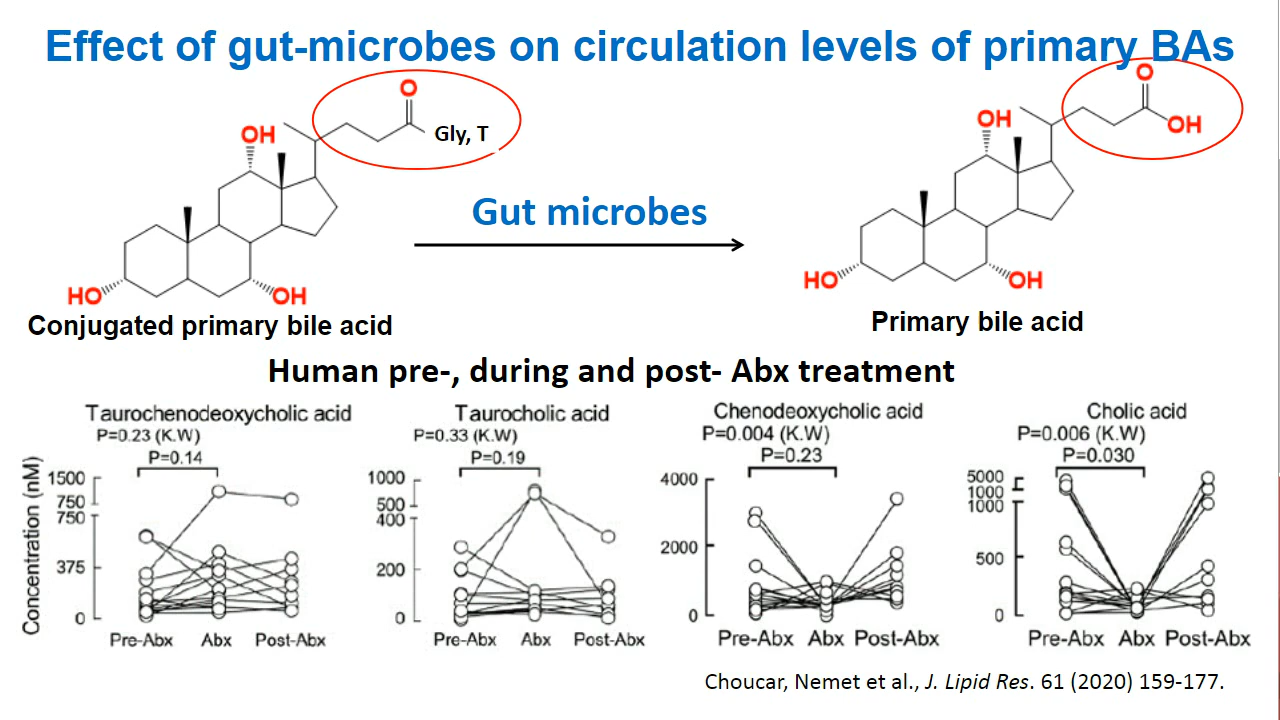 Effect of gut-microbes on circulation levels of primary BAs
O
OH
Gly, T
HO
OH
Conjugated primary bile acid
Gut microbes
O
OH
OH
HO
OH
Primary bile acid
Human pre-, during and post- Abx treatment
Concentration (nM)
Taurochenodeoxycholic acid
P=0.23 (K.W)
P=0.14
1500
750
750
375
0
Pre-Abx Abx Post-Abx
Taurocholic acid
P=0.33 (K.W)
P=0.19
1000
500
400
200
0
Pre-Abx Abx Post-Abx
Chenodeoxycholic acid
P=0.004 (K.W)
P=0.23
4000
2000
0
Pre-Abx Abx Post-Abx
Cholic acid
P=0.006 (K.W)
P=0.030
5000
1000
1000
500
0
Pre-Abx Abx Post-Abx
Choucar, Nemet et al., J. Lipid Res. 61 (2020) 159-177.